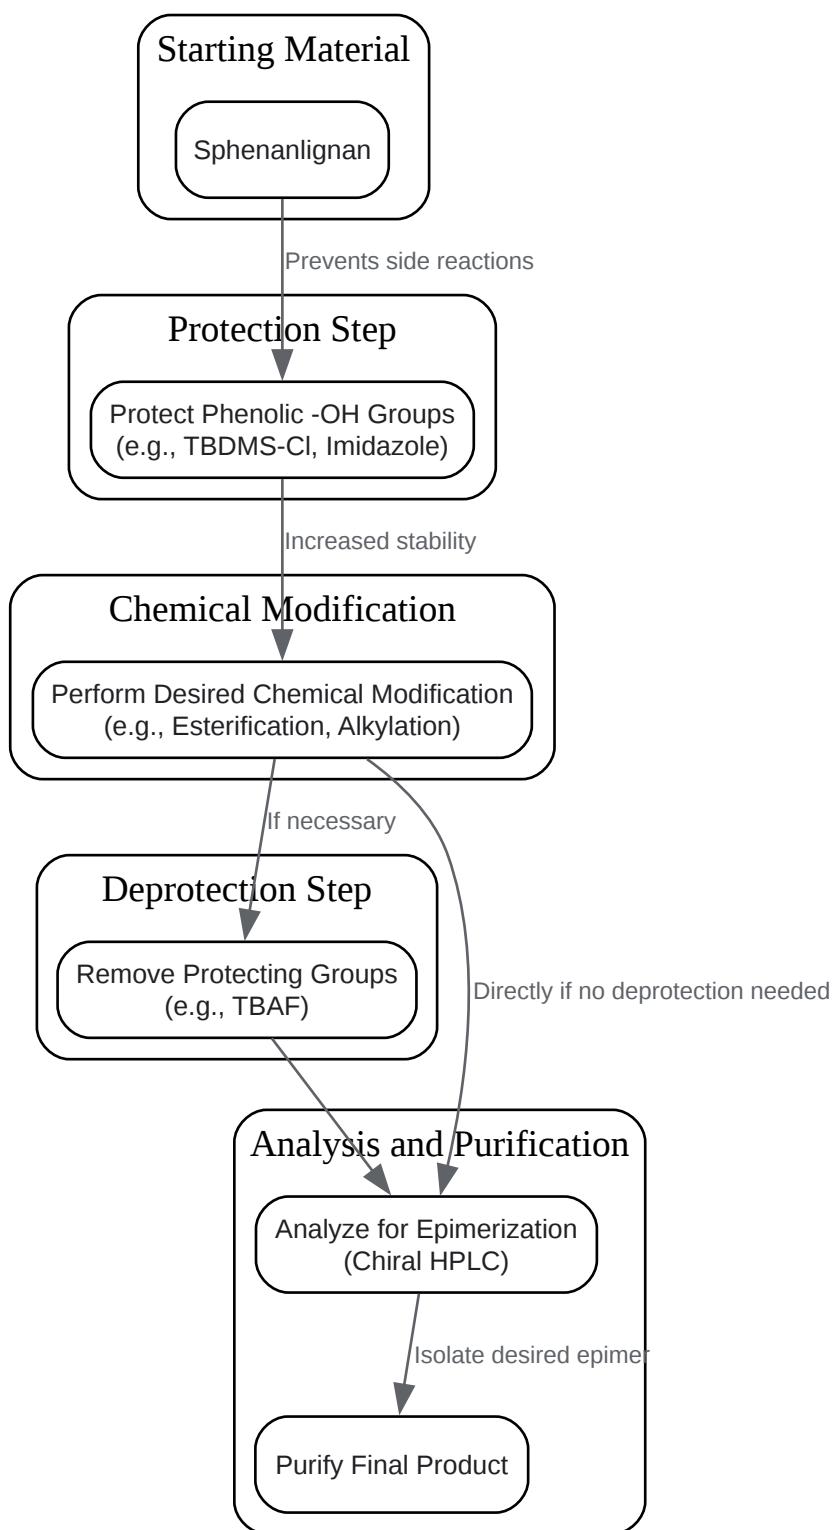 Starting Material
Sphenanlignan
Prevents side reactions
Protection Step
Protect Phenolic -OH Groups
(e.g., TBDMS-Cl, Imidazole)
Increased stability
Chemical Modification
Perform Desired Chemical Modification
(e.g., Esterification, Alkylation)
If necessary
Deprotection Step
Remove Protecting Groups
(e.g., TBAF)
Directly if no deprotection needed
Analysis and Purification
Analyze for Epimerization
(Chiral HPLC)
Isolate desired epimer
Purify Final Product